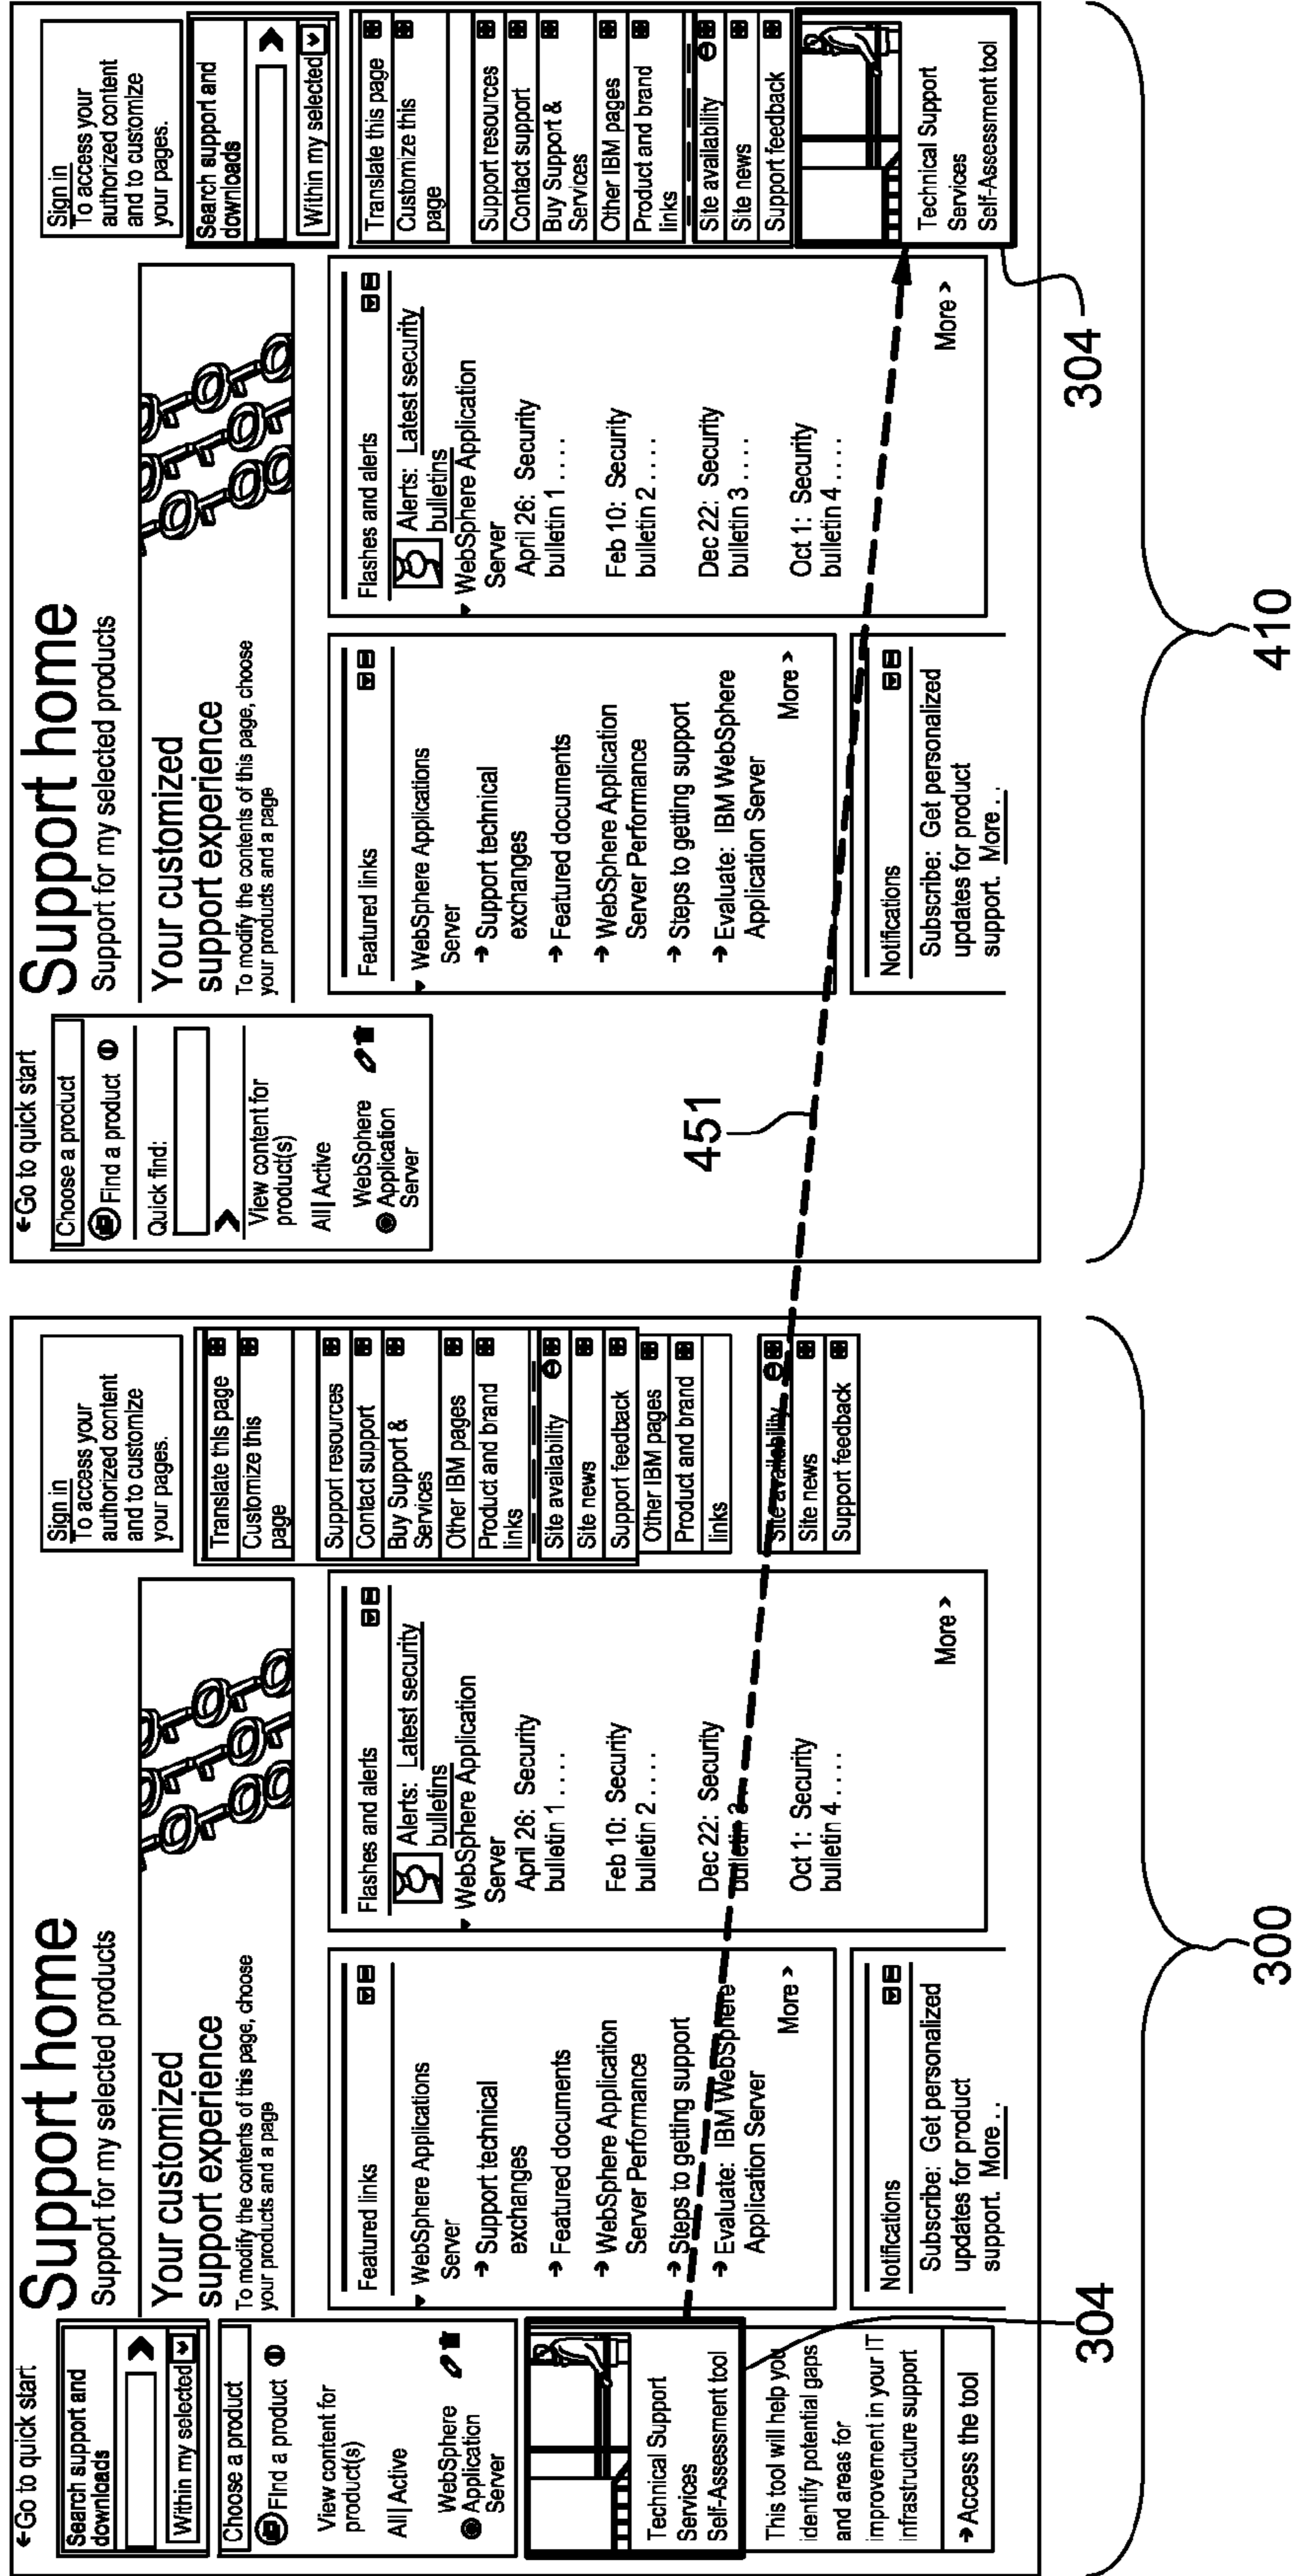 ←Go to quick start
Search support and
downloads
Within my selected
Choose a product
Find a product
View content for
product(s)
All| Active
WebSphere
Application
Server
Technical Support
Services
Self-Assessment tool
This tool will help you
identify potential gaps
and areas for
improvement in your IT
infrastructure support
→Access the tool
304
Support home
Support for my selected products
Your customized
support experience
To modify the contents of this page, choose
your products and a page
Featured links
WebSphere Applications
Server
→ Support technical
exchanges
→ Featured documents
→ WebSphere Application
Server Performance
→ Steps to getting support
→ Evaluate: IBM WebSphere
Application Server
More >
Notifications
Subscribe: Get personalized
updates for product
support. More . .
Flashes and alerts
Alerts: Latest security
bulletins
WebSphere Application
Server
April 26: Security
bulletin 1 . . . .
Feb 10: Security
bulletin 2 . . . .
Dec 22: Security
bulletin 3 . . . .
Oct 1: Security
bulletin 4 . . . .
More >
Sign in
To access your
authorized content
and to customize
your pages.
Translate this page
Customize this
page
Support resources
Contact support
Buy Support &
Services
Other IBM pages
Product and brand
links
Site availability
Site news
Support feedback
Other IBM pages
Product and brand
links
Site availability
Site news
Support feedback
300
←Go to quick start
Choose a product
Find a product
Quick find:
View content for
product(s)
All| Active
WebSphere
Application
Server
451
Support home
Support for my selected products
Your customized
support experience
To modify the contents of this page, choose
your products and a page
Featured links
WebSphere Applications
Server
→ Support technical
exchanges
→ Featured documents
→ WebSphere Application
Server Performance
→ Steps to getting support
→ Evaluate: IBM WebSphere
Application Server
More >
Notifications
Subscribe: Get personalized
updates for product
support. More . .
Flashes and alerts
Alerts: Latest security
bulletins
WebSphere Application
Server
April 26: Security
bulletin 1 . . . .
Feb 10: Security
bulletin 2 . . . .
Dec 22: Security
bulletin 3 . . . .
Oct 1: Security
bulletin 4 . . . .
More >
Sign in
To access your
authorized content
and to customize
your pages.
Search support and
downloads
Within my selected
Translate this page
Customize this
page
Support resources
Contact support
Buy Support &
Services
Other IBM pages
Product and brand
links
Site availability
Site news
Support feedback
Technical Support
Services
Self-Assessment tool
304
410